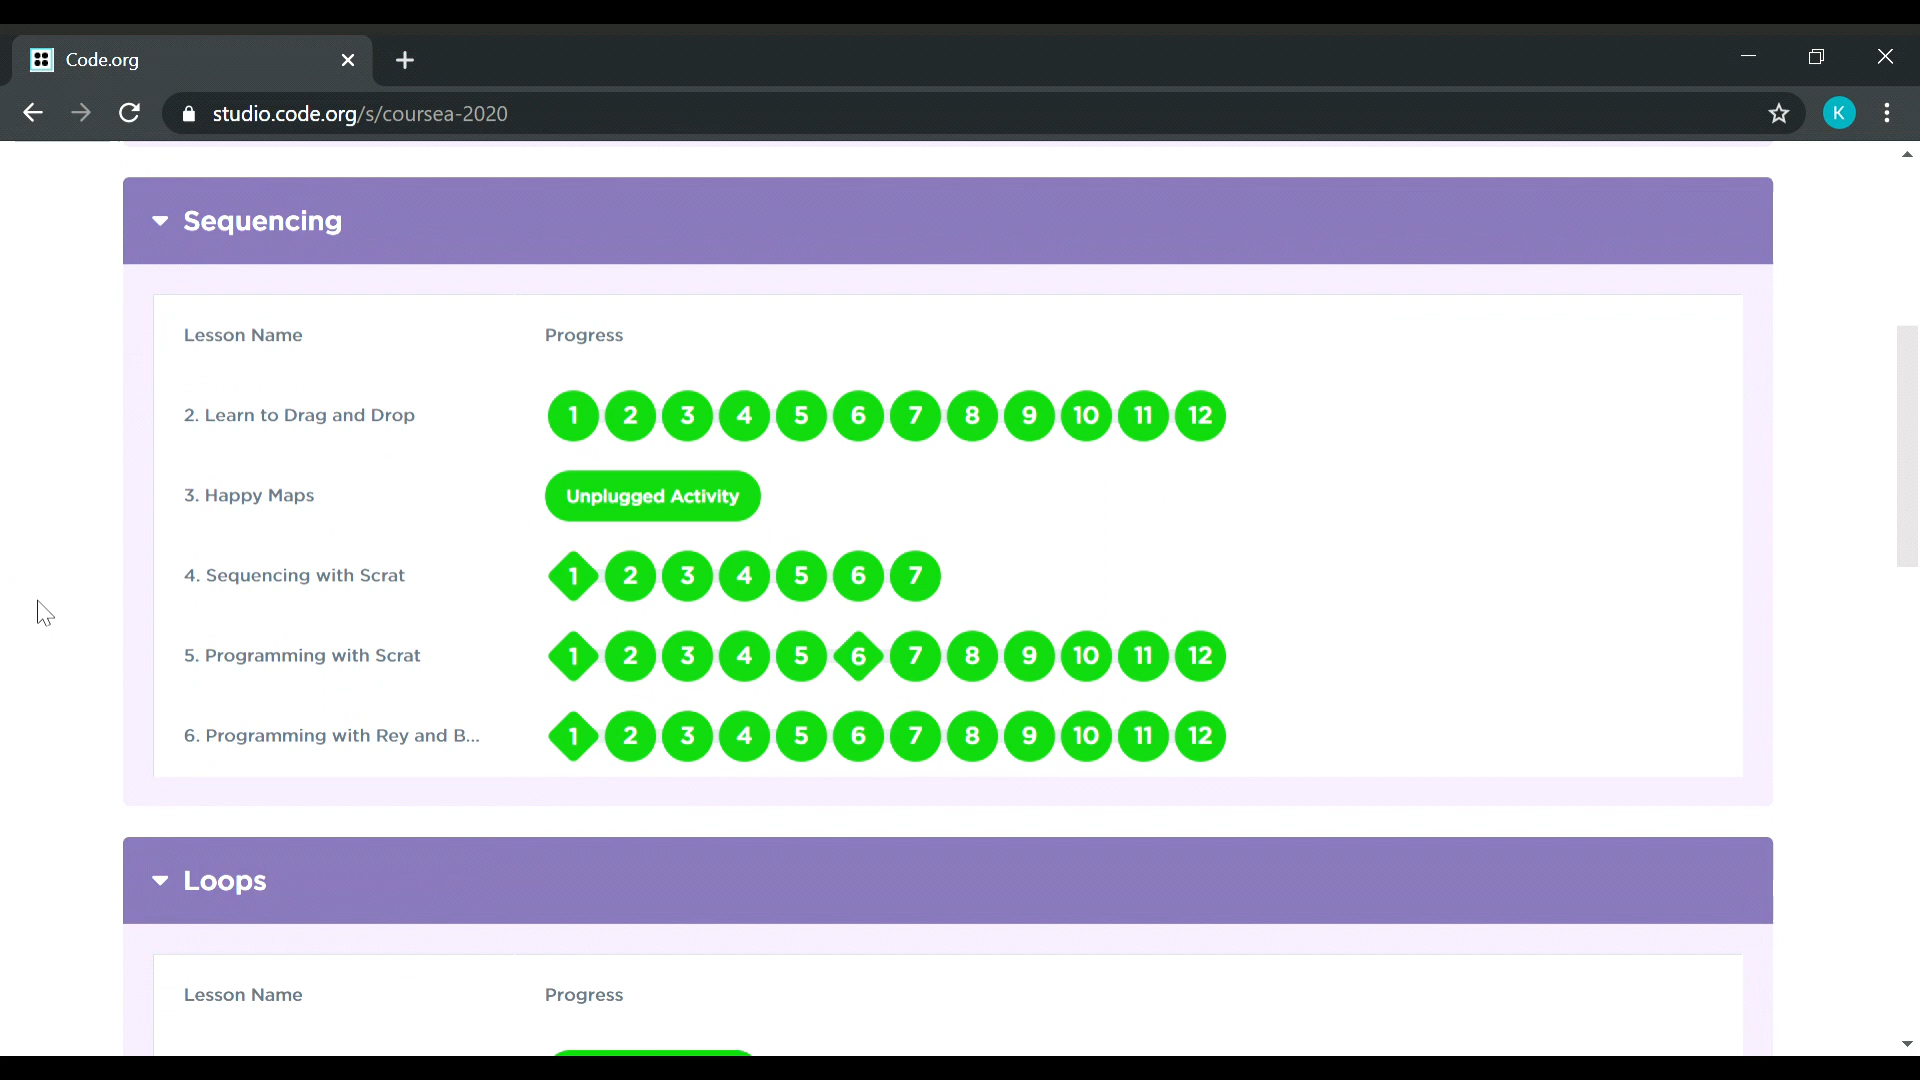 Code.org
studio.code.org/s/coursea-2020
K
Sequencing
Lesson Name Progress
2. Learn to Drag and Drop 1 2 3 4 5 6 7 8 9 10 11 12
3. Happy Maps Unplugged Activity
4. Sequencing with Scrat 1 2 3 4 5 6 7
5. Programming with Scrat 1 2 3 4 5 6 7 8 9 10 11 12
6. Programming with Rey and B... 1 2 3 4 5 6 7 8 9 10 11 12
Loops
Lesson Name Progress